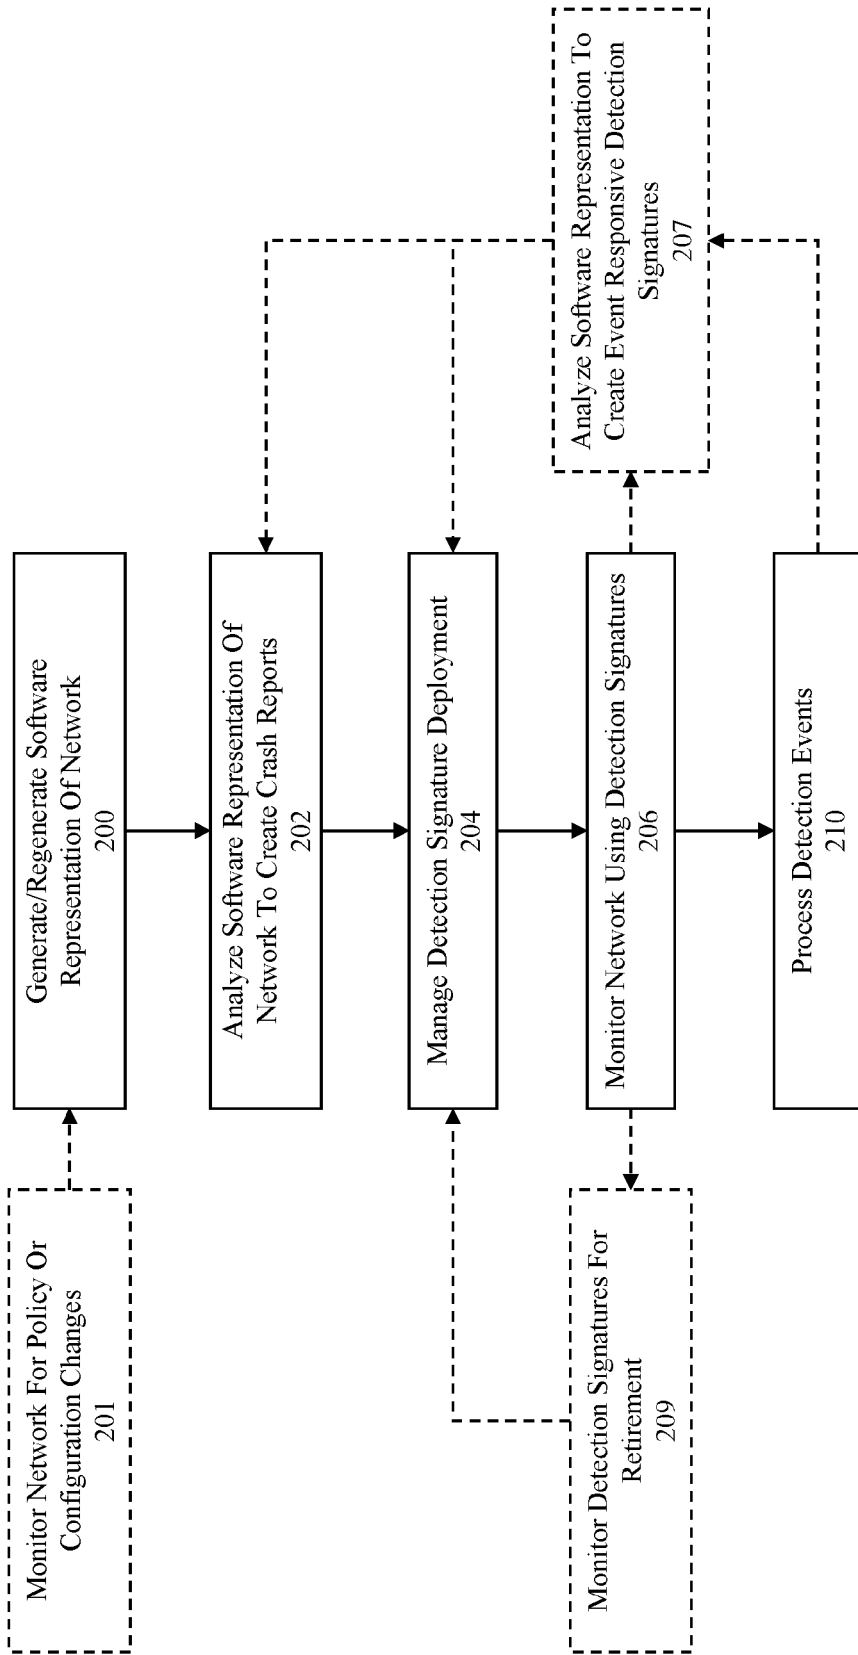 Monitor Network For Policy Or
Configuration Changes
201
Generate/Regenerate Software
Representation Of Network
200
Analyze Software Representation Of
Network To Create Crash Reports
202
Manage Detection Signature Deployment
204
Monitor Network Using Detection Signatures
206
Analyze Software Representation To
Create Event Responsive Detection
Signatures
207
Monitor Detection Signatures For
Retirement
209
Process Detection Events
210